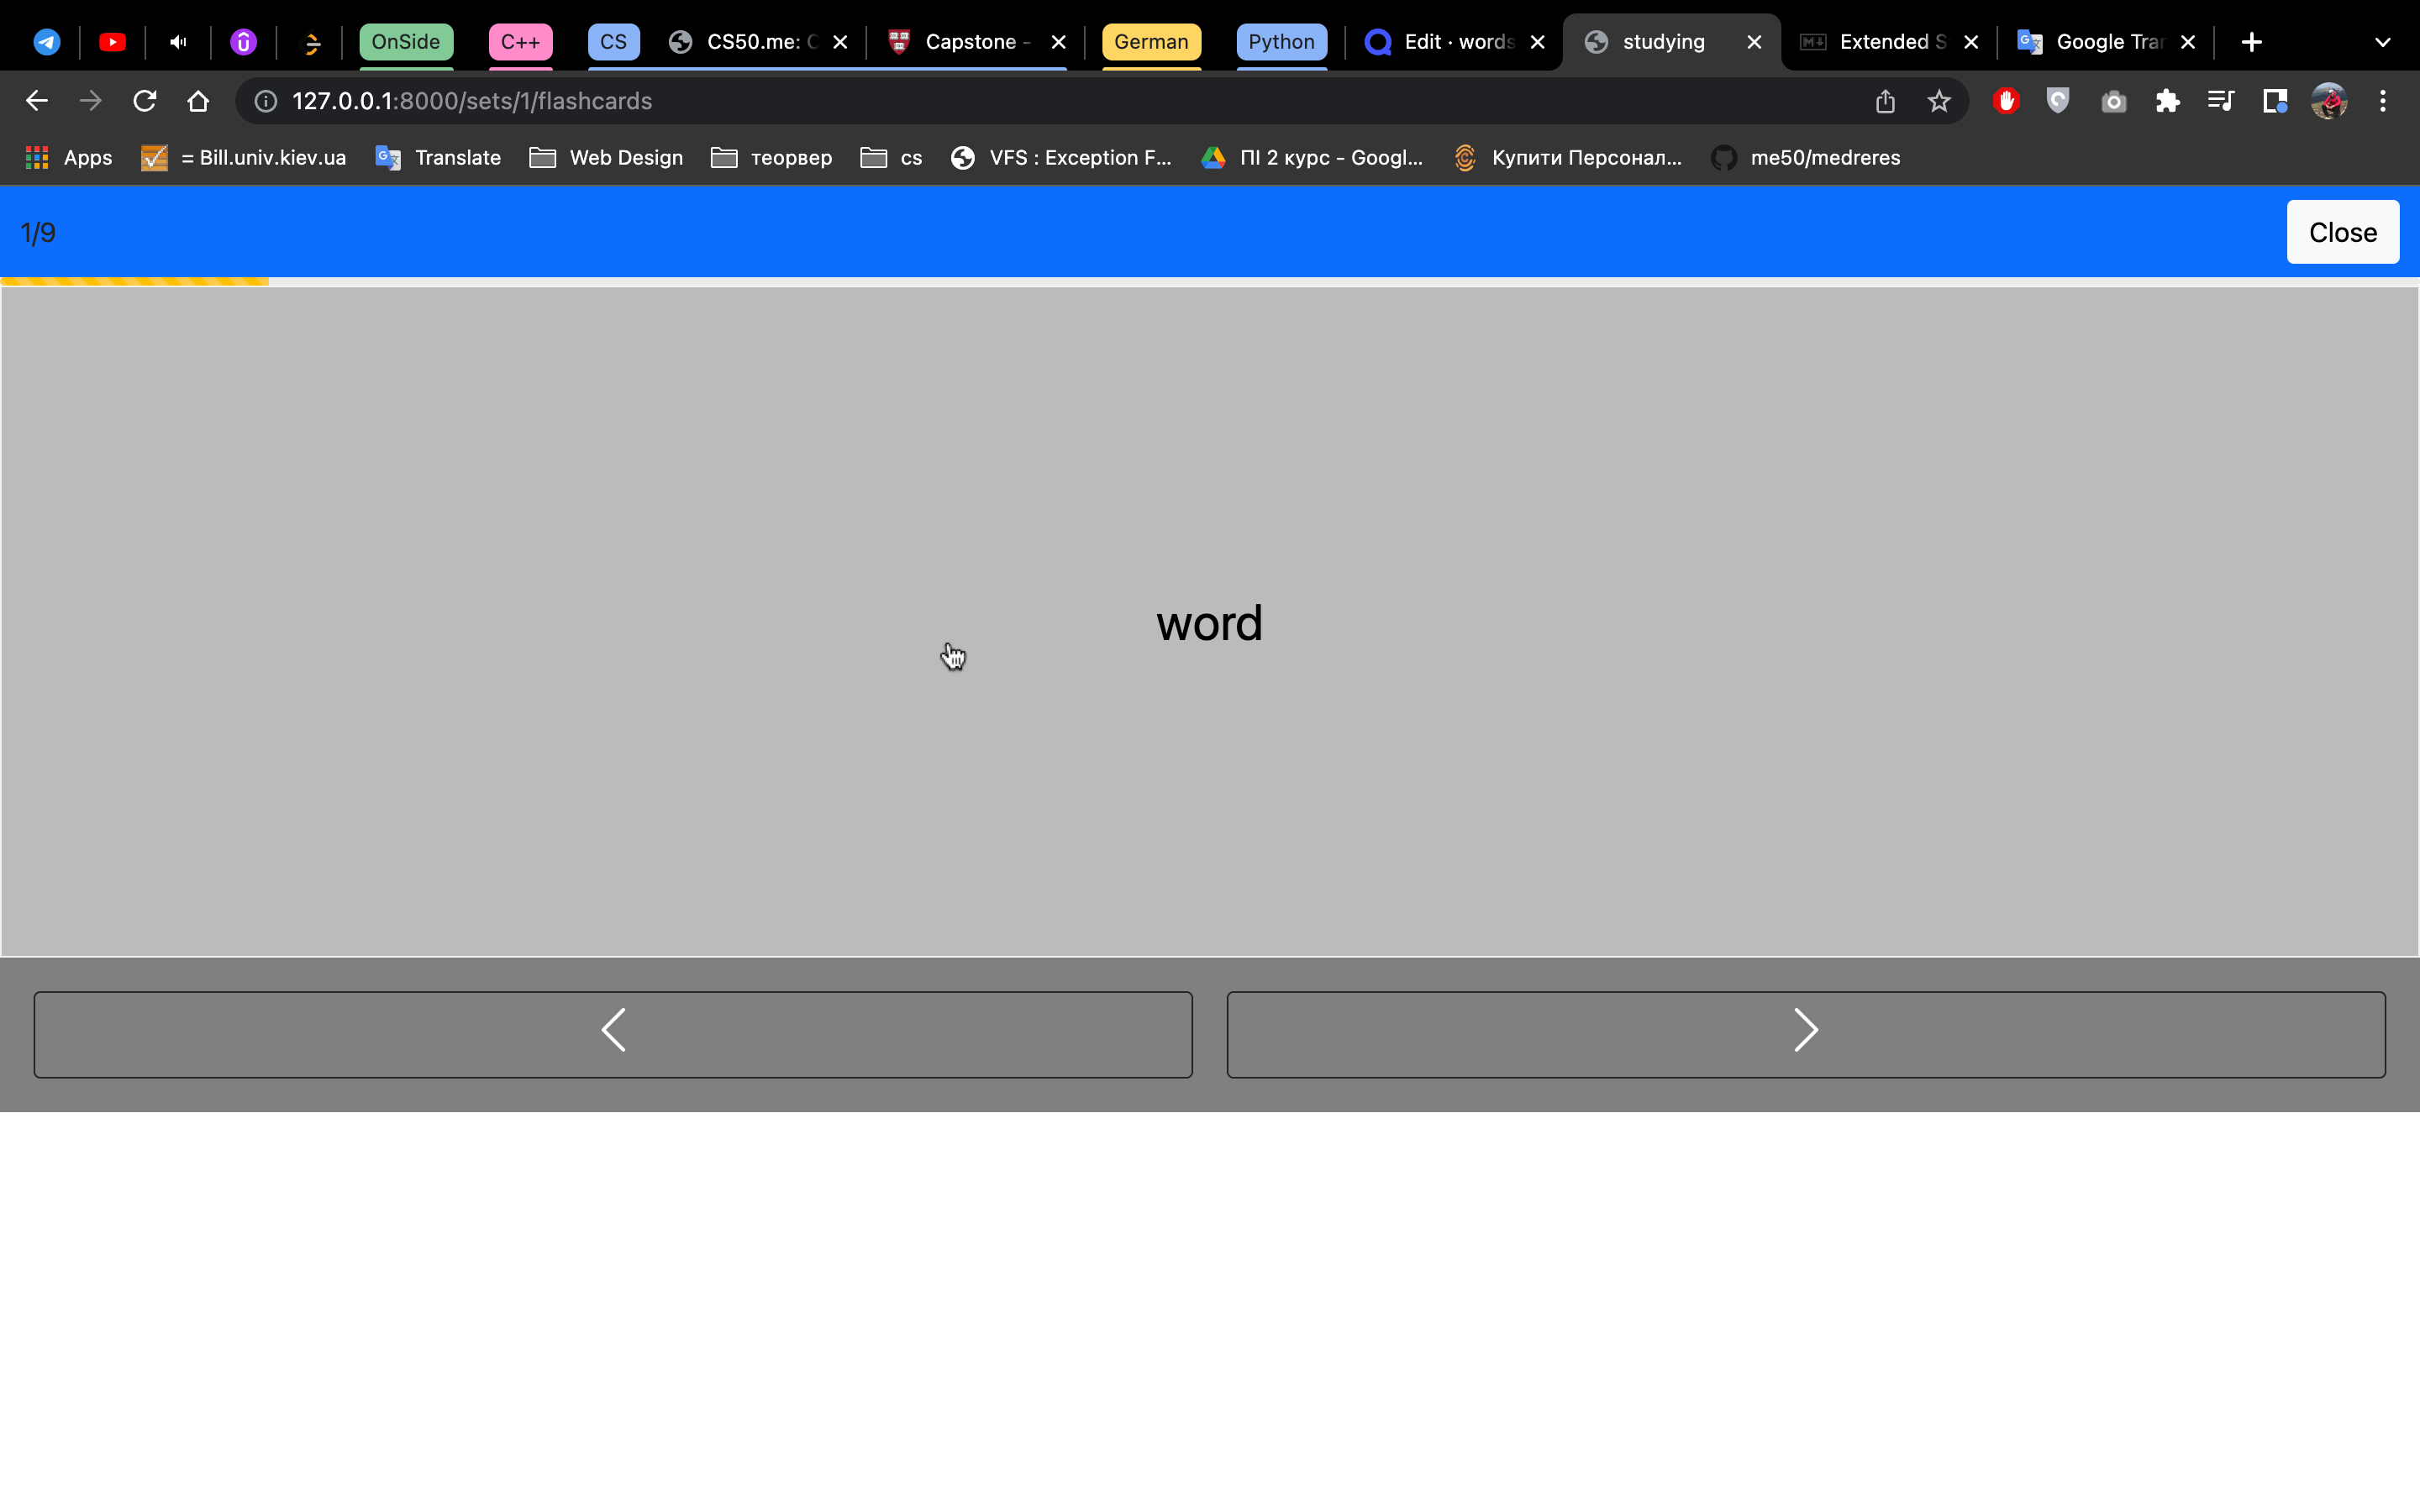 OnSide C++ CS CS50.me: C Capstone - German Python Edit · words studying Extended S Google Tran
127.0.0.1:8000/sets/1/flashcards
Apps = Bill.univ.kiev.ua Translate Web Design теорвер cs VFS : Exception F... ПІ 2 курс - Googl... Купити Персонал... me50/medreres
1/9 Close
word